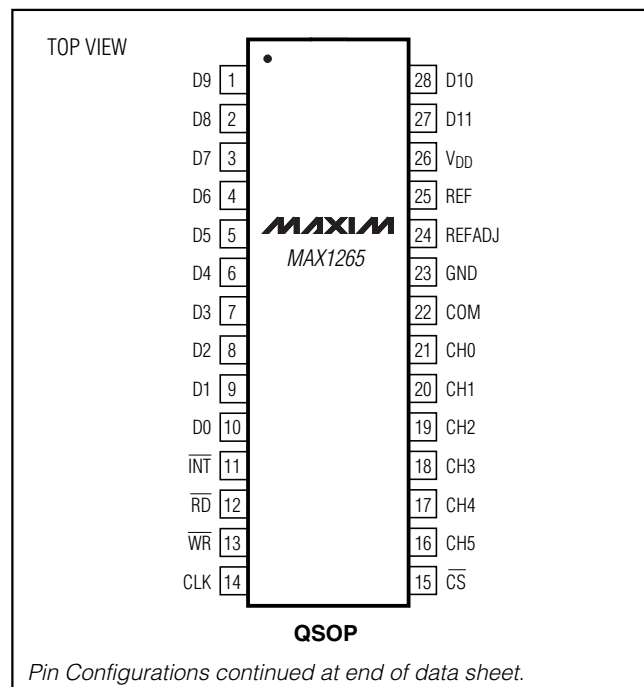 TOP VIEW
D9 1 28 D10
D8 2 27 D11
D7 3 26 VDD
D6 4 25 REF
D5 5 MAXIM 24 REFADJ
MAX1265
D4 6 23 GND
D3 7 22 COM
D2 8 21 CH0
D1 9 20 CH1
D0 10 19 CH2
INT 11 18 CH3
RD 12 17 CH4
WR 13 16 CH5
CLK 14 15 CS
QSOP
Pin Configurations continued at end of data sheet.